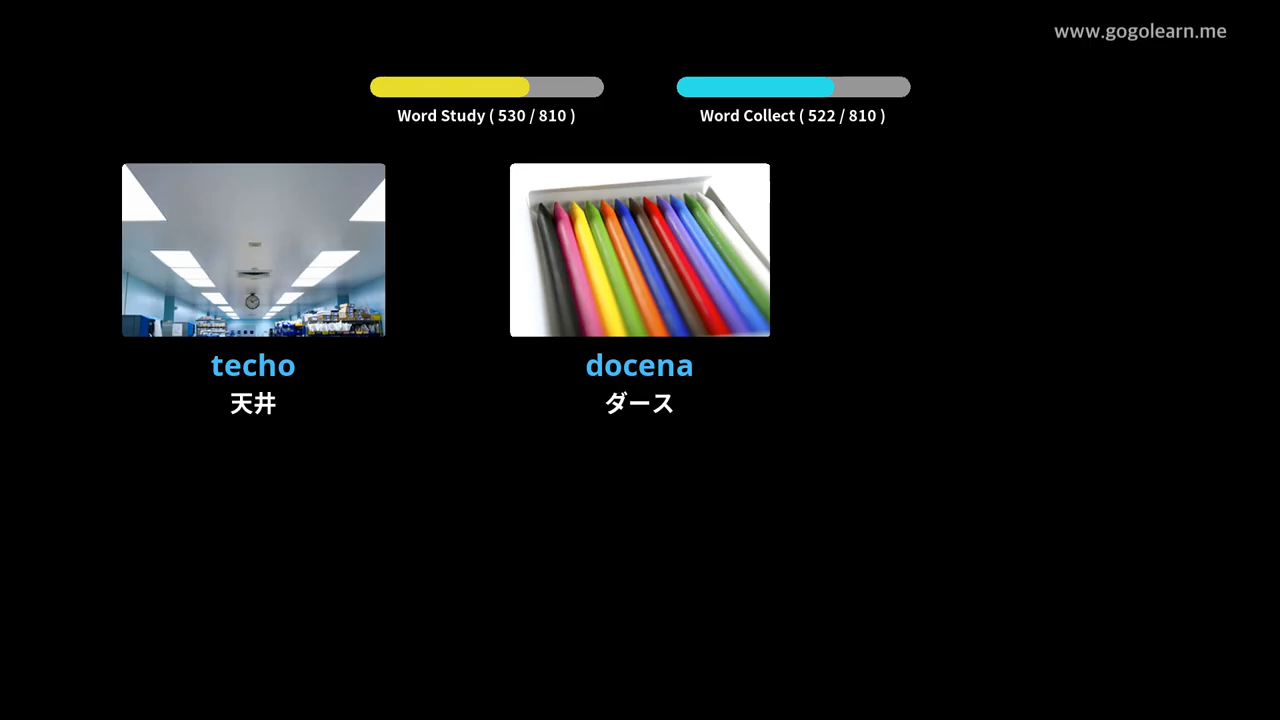 www.gogolearn.me
Word Study ( 530 / 810 )
Word Collect ( 522 / 810 )
techo
天井
docena
ダース